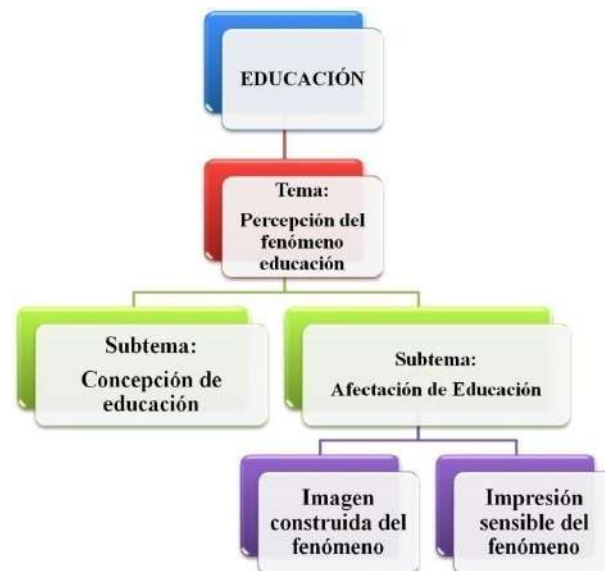 EDUCACIÓN
Tema:
Percepción del
fenómeno
educación
Subtema:
Concepción de
educación
Subtema:
Afectación de Educación
Imagen
construida del
fenómeno
Impresión
sensible del
fenómeno